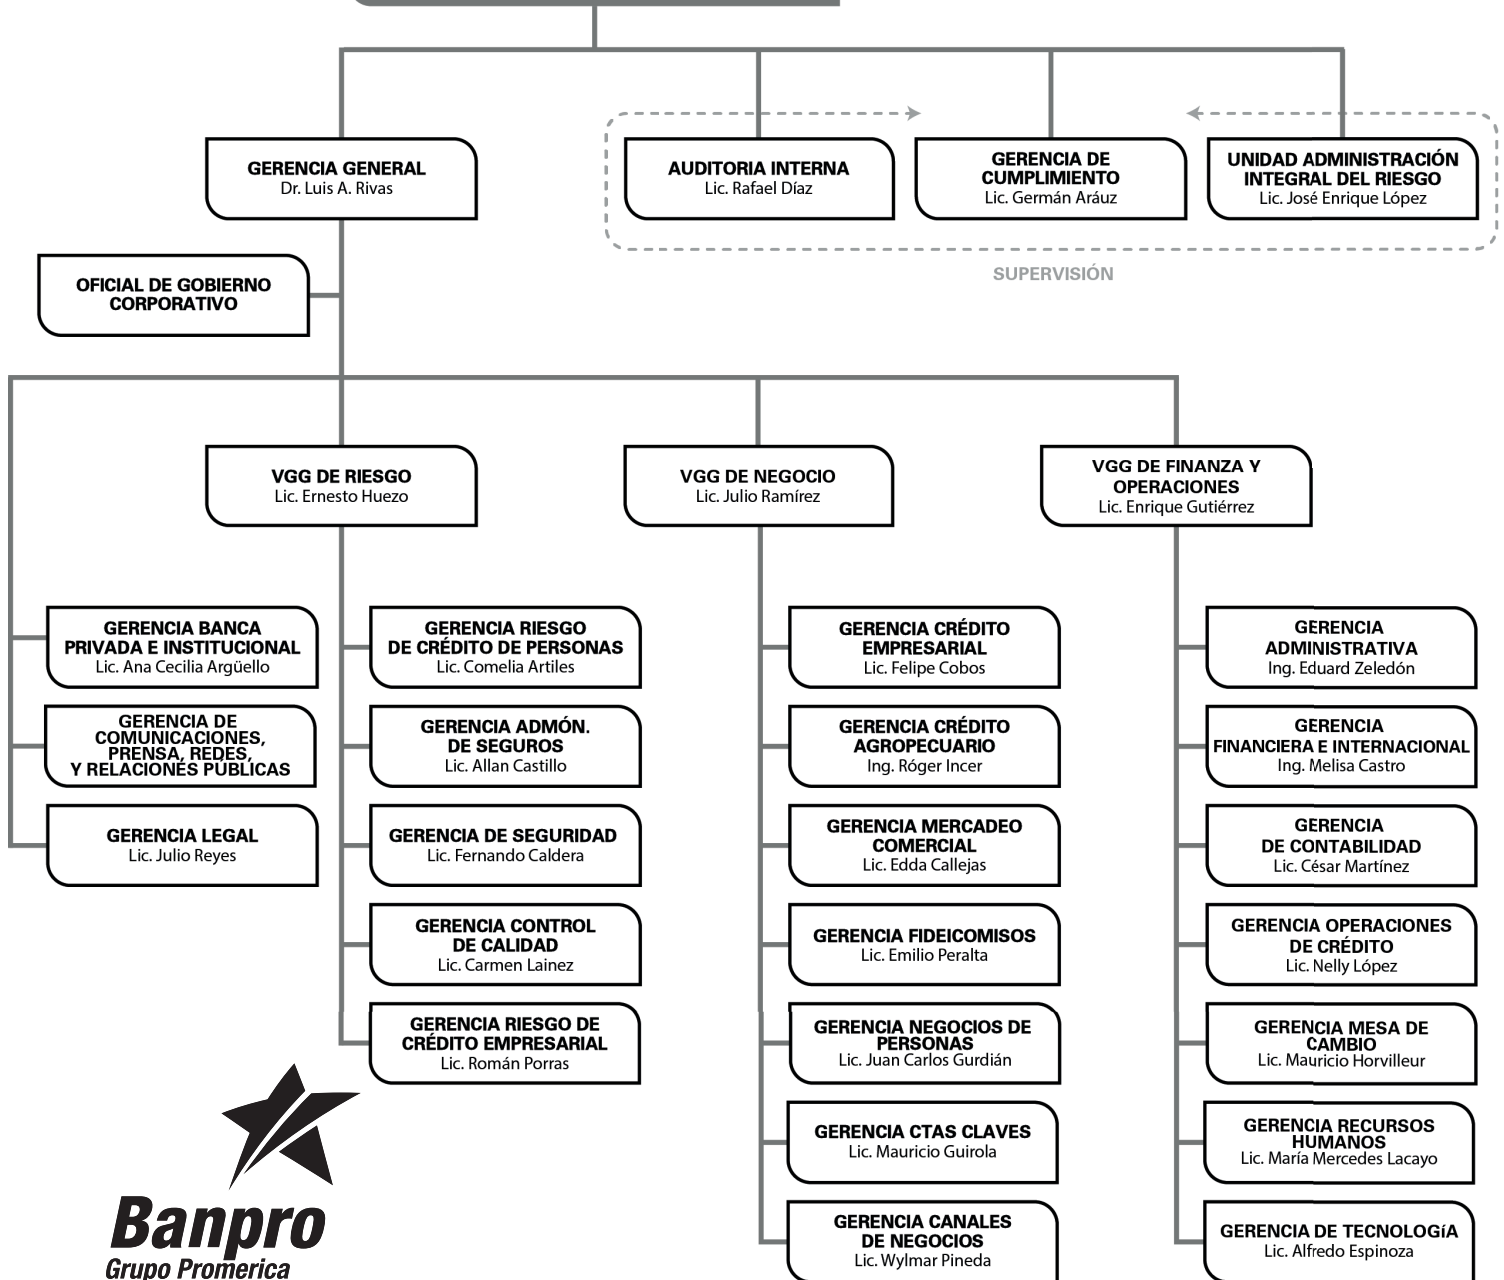 GERENCIA GENERAL
Dr. Luis A. Rivas
AUDITORIA INTERNA
Lic. Rafael Díaz
GERENCIA DE
CUMPLIMIENTO
Lic. Germán Aráuz
UNIDAD ADMINISTRACIÓN
INTEGRAL DEL RIESGO
Lic. José Enrique López
SUPERVISIÓN
OFICIAL DE GOBIERNO
CORPORATIVO
VGG DE RIESGO
Lic. Ernesto Huezo
VGG DE NEGOCIO
Lic. Julio Ramírez
VGG DE FINANZA Y
OPERACIONES
Lic. Enrique Gutiérrez
GERENCIA BANCA
PRIVADA E INSTITUCIONAL
Lic. Ana Cecilia Argüello
GERENCIA DE
COMUNICACIONES,
PRENSA, REDES,
Y RELACIONES PÚBLICAS
GERENCIA LEGAL
Lic. Julio Reyes
GERENCIA RIESGO
DE CRÉDITO DE PERSONAS
Lic. Comelia Artiles
GERENCIA ADMÓN.
DE SEGUROS
Lic. Allan Castillo
GERENCIA DE SEGURIDAD
Lic. Fernando Caldera
GERENCIA CONTROL
DE CALIDAD
Lic. Carmen Lainez
GERENCIA RIESGO DE
CRÉDITO EMPRESARIAL
Lic. Román Porras
GERENCIA CRÉDITO
EMPRESARIAL
Lic. Felipe Cobos
GERENCIA CRÉDITO
AGROPECUARIO
Ing. Róger Incer
GERENCIA MERCADEO
COMERCIAL
Lic. Edda Callejas
GERENCIA FIDEICOMISOS
Lic. Emilio Peralta
GERENCIA NEGOCIOS DE
PERSONAS
Lic. Juan Carlos Gurdián
GERENCIA CTAS CLAVES
Lic. Mauricio Guirola
GERENCIA CANALES
DE NEGOCIOS
Lic. Wylmar Pineda
GERENCIA
ADMINISTRATIVA
Ing. Eduard Zeledón
GERENCIA
FINANCIERA E INTERNACIONAL
Ing. Melisa Castro
GERENCIA
DE CONTABILIDAD
Lic. César Martínez
GERENCIA OPERACIONES
DE CRÉDITO
Lic. Nelly López
GERENCIA MESA DE
CAMBIO
Lic. Mauricio Horvilleur
GERENCIA RECURSOS
HUMANOS
Lic. María Mercedes Lacayo
GERENCIA DE TECNOLOGíA
Lic. Alfredo Espinoza
Banpro
Grupo Promerica